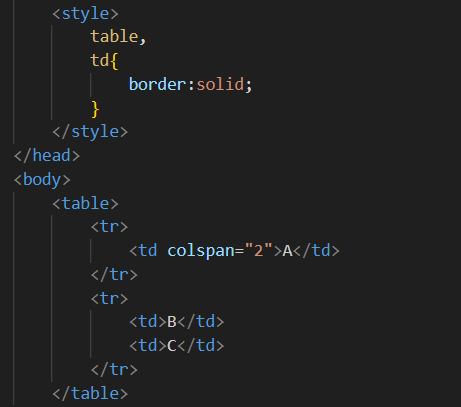 <style>
table,
td{
border:solid;
}
</style>
</head>
<body>
<table>
<tr>
<td colspan="2">A</td>
</tr>
<tr>
<td>B</td>
<td>C</td>
</tr>
</table>